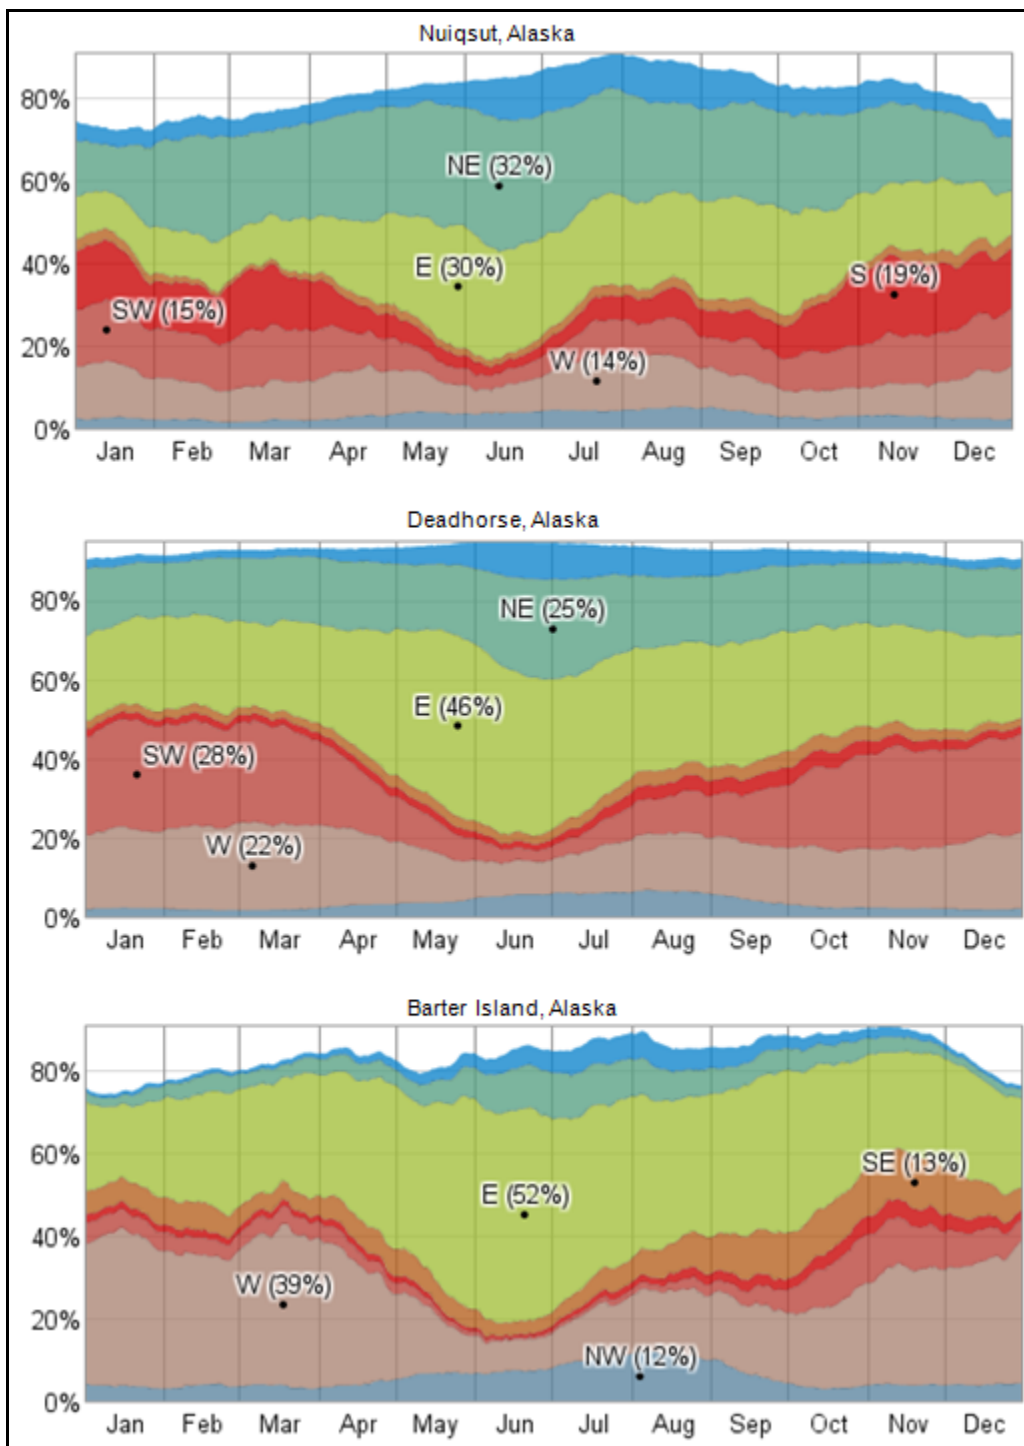 Nuiqsut, Alaska
80%
NE (32%)
60%
E (30%)
40%
S (19%)
SW (15%)
20%
W (14%)
0%
Jan Feb Mar Apr May Jun Jul Aug Sep Oct Nov Dec
Deadhorse, Alaska
80%
NE (25%)
60%
E (46%)
40%
SW (28%)
20%
W (22%)
0%
Jan Feb Mar Apr May Jun Jul Aug Sep Oct Nov Dec
Barter Island, Alaska
80%
60%
SE (13%)
E (52%)
40%
W (39%)
20%
NW (12%)
0%
Jan Feb Mar Apr May Jun Jul Aug Sep Oct Nov Dec